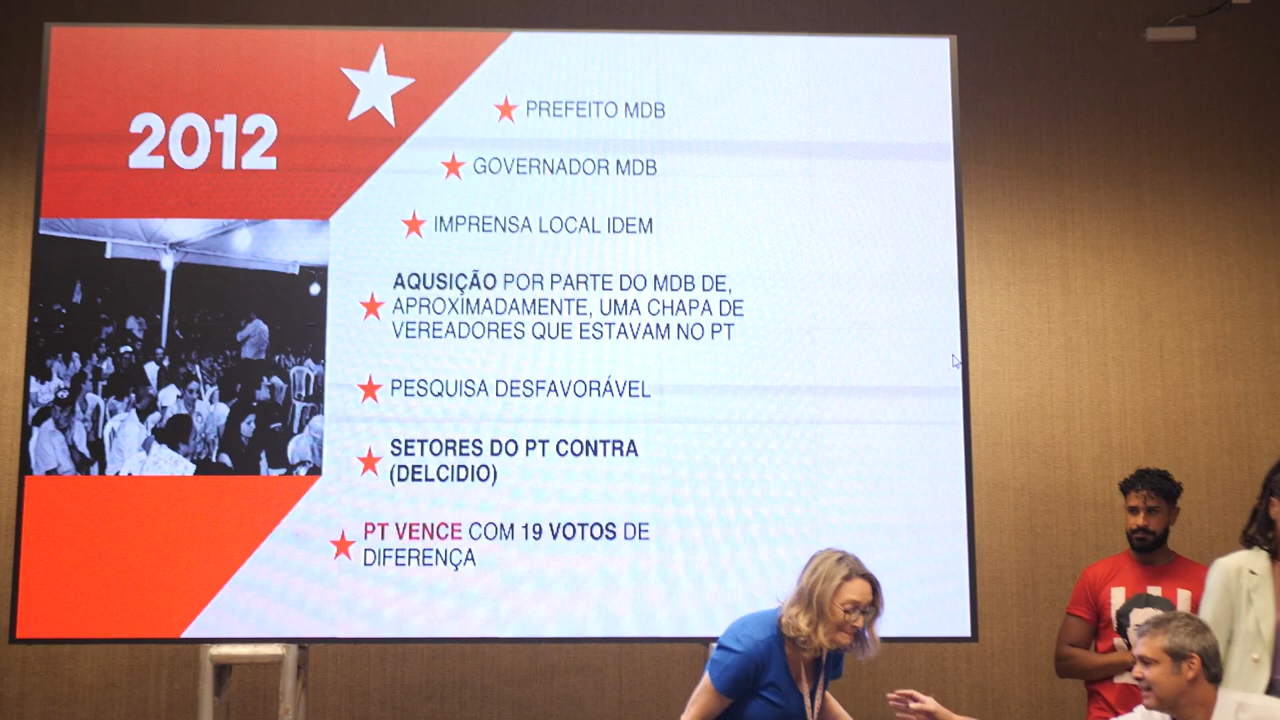 2012
PREFEITO MDB
GOVERNADOR MDB
IMPRENSA LOCAL IDEM
AQUSIÇÃO POR PARTE DO MDB DE,
APROXIMADAMENTE, UMA CHAPA DE
VEREADORES QUE ESTAVAM NO PT
PESQUISA DESFAVORÁVEL
SETORES DO PT CONTRA
(DELCIDIO)
PT VENCE COM 19 VOTOS DE
DIFERENÇA